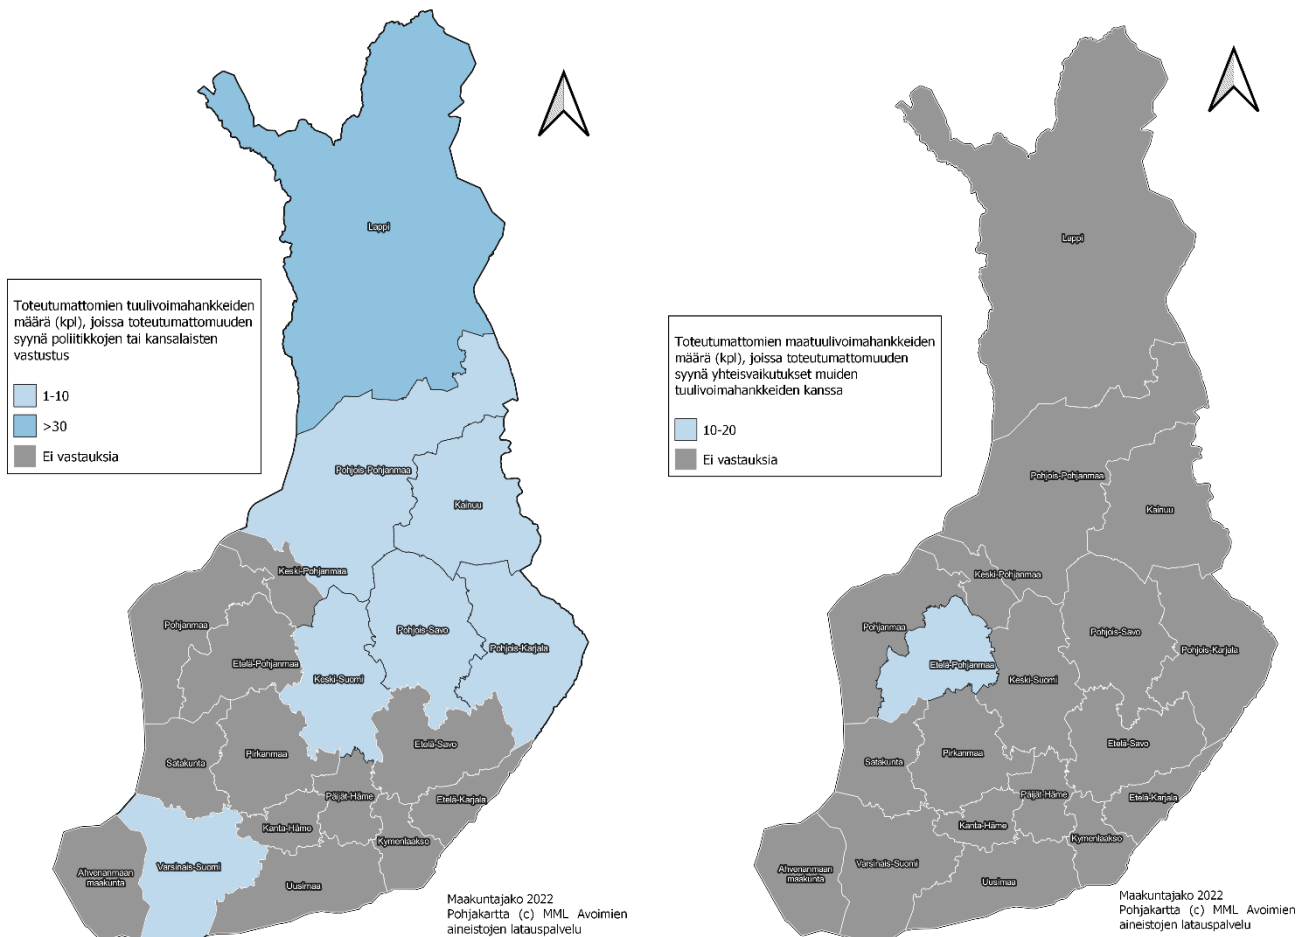 Lappi
Toteutumattomien tuulivoimahankkeiden
määrä (kpl), joissa toteutumattomuuden
syynä poliitikkojen tai kansalaisten
vastustus
1-10
>30
Ei vastauksia
Pohjois-Pohjanmaa
Kainuu
Keski-Pohjanmaa
Pohjanmaa
Pohjois-Savo
Etelä-Pohjanmaa
Pohjois-Karjala
Keski-Suomi
Etelä-Savo
Pirkanmaa
Satakunta
Päijät-Häme
Etelä-Karjala
Kanta-Häme
Kymenlaakso
Varsinais-Suomi
Ahvenanmaan
maakunta
Uusimaa
Maakuntajako 2022
Pohjakartta (c) MML Avoimien
aineistojen latauspalvelu
Lappi
Toteutumattomien maatuulivoimahankkeiden
määrä (kpl), joissa toteutumattomuuden
syynä yhteisvaikutukset muiden
tuulivoimahankkeiden kanssa
10-20
Ei vastauksia
Pohjois-Pohjanmaa
Kainuu
Keski-Pohjanmaa
Pohjanmaa
Pohjois-Savo
Pohjois-Karjala
Etelä-Pohjanmaa
Keski-Suomi
Etelä-Savo
Pirkanmaa
Satakunta
Päijät-Häme
Etelä-Karjala
Kanta-Häme
Kymenlaakso
Varsinais-Suomi
Ahvenanmaan
maakunta
Uusimaa
Maakuntajako 2022
Pohjakartta (c) MML Avoimien
aineistojen latauspalvelu